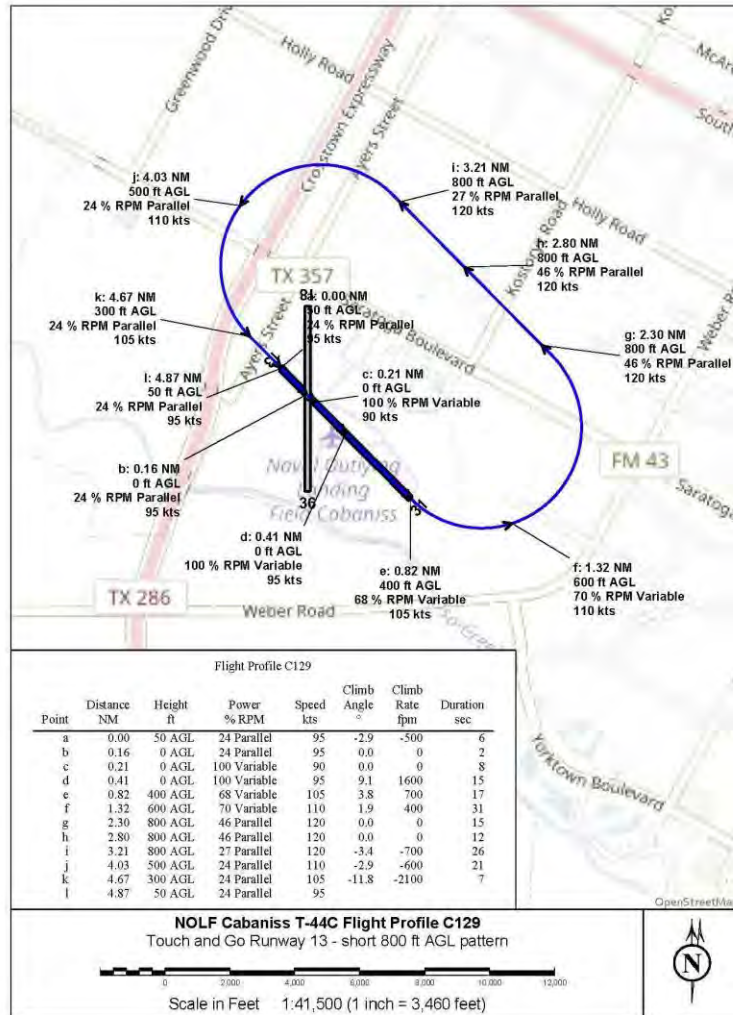 Greenwood Driv
Holly Road
Crosstown Expressway
Ayers Street
McAr
South
j: 4.03 NM
500 ft AGL
24 % RPM Parallel
110 kts
i: 3.21 NM
800 ft AGL
27 % RPM Parallel
120 kts
Holly Road
h: 2.80 NM
800 ft AGL
46 % RPM Parallel
120 kts
Kostoryz Road
Weber Ro
TX 357
18
k: 4.67 NM
300 ft AGL
24 % RPM Parallel
105 kts
a: 0.00 NM
50 ft AGL
24 % RPM Parallel
95 kts
Saratoga Boulevard
Ayers Street
g: 2.30 NM
800 ft AGL
46 % RPM Parallel
120 kts
13
l: 4.87 NM
50 ft AGL
24 % RPM Parallel
95 kts
c: 0.21 NM
0 ft AGL
100 % RPM Variable
90 kts
b: 0.16 NM
0 ft AGL
24 % RPM Parallel
95 kts
Naval Outlying
Landing
Field Cabaniss
36
31
FM 43
Saratoga
d: 0.41 NM
0 ft AGL
100 % RPM Variable
95 kts
e: 0.82 NM
400 ft AGL
68 % RPM Variable
105 kts
f: 1.32 NM
600 ft AGL
70 % RPM Variable
110 kts
TX 286
Weber Road
Yorktown Boulevard
Flight Profile C129
Point Distance NM Height ft Power % RPM Speed kts Climb Angle ° Climb Rate fpm Duration sec
a 0.00 50 AGL 24 Parallel 95 -2.9 -500 6
b 0.16 0 AGL 24 Parallel 95 0.0 0 2
c 0.21 0 AGL 100 Variable 90 0.0 0 8
d 0.41 0 AGL 100 Variable 95 9.1 1600 15
e 0.82 400 AGL 68 Variable 105 3.8 700 17
f 1.32 600 AGL 70 Variable 110 1.9 400 31
g 2.30 800 AGL 46 Parallel 120 0.0 0 15
h 2.80 800 AGL 46 Parallel 120 0.0 0 12
i 3.21 800 AGL 27 Parallel 120 -3.4 -700 26
j 4.03 500 AGL 24 Parallel 110 -2.9 -600 21
k 4.67 300 AGL 24 Parallel 105 -11.8 -2100 7
l 4.87 50 AGL 24 Parallel 95
OpenStreetMa
NOLF Cabaniss T-44C Flight Profile C129
Touch and Go Runway 13 - short 800 ft AGL pattern
0 2,000 4,000 6,000 8,000 10,000 12,000
Scale in Feet 1:41,500 (1 inch = 3,460 feet)
N